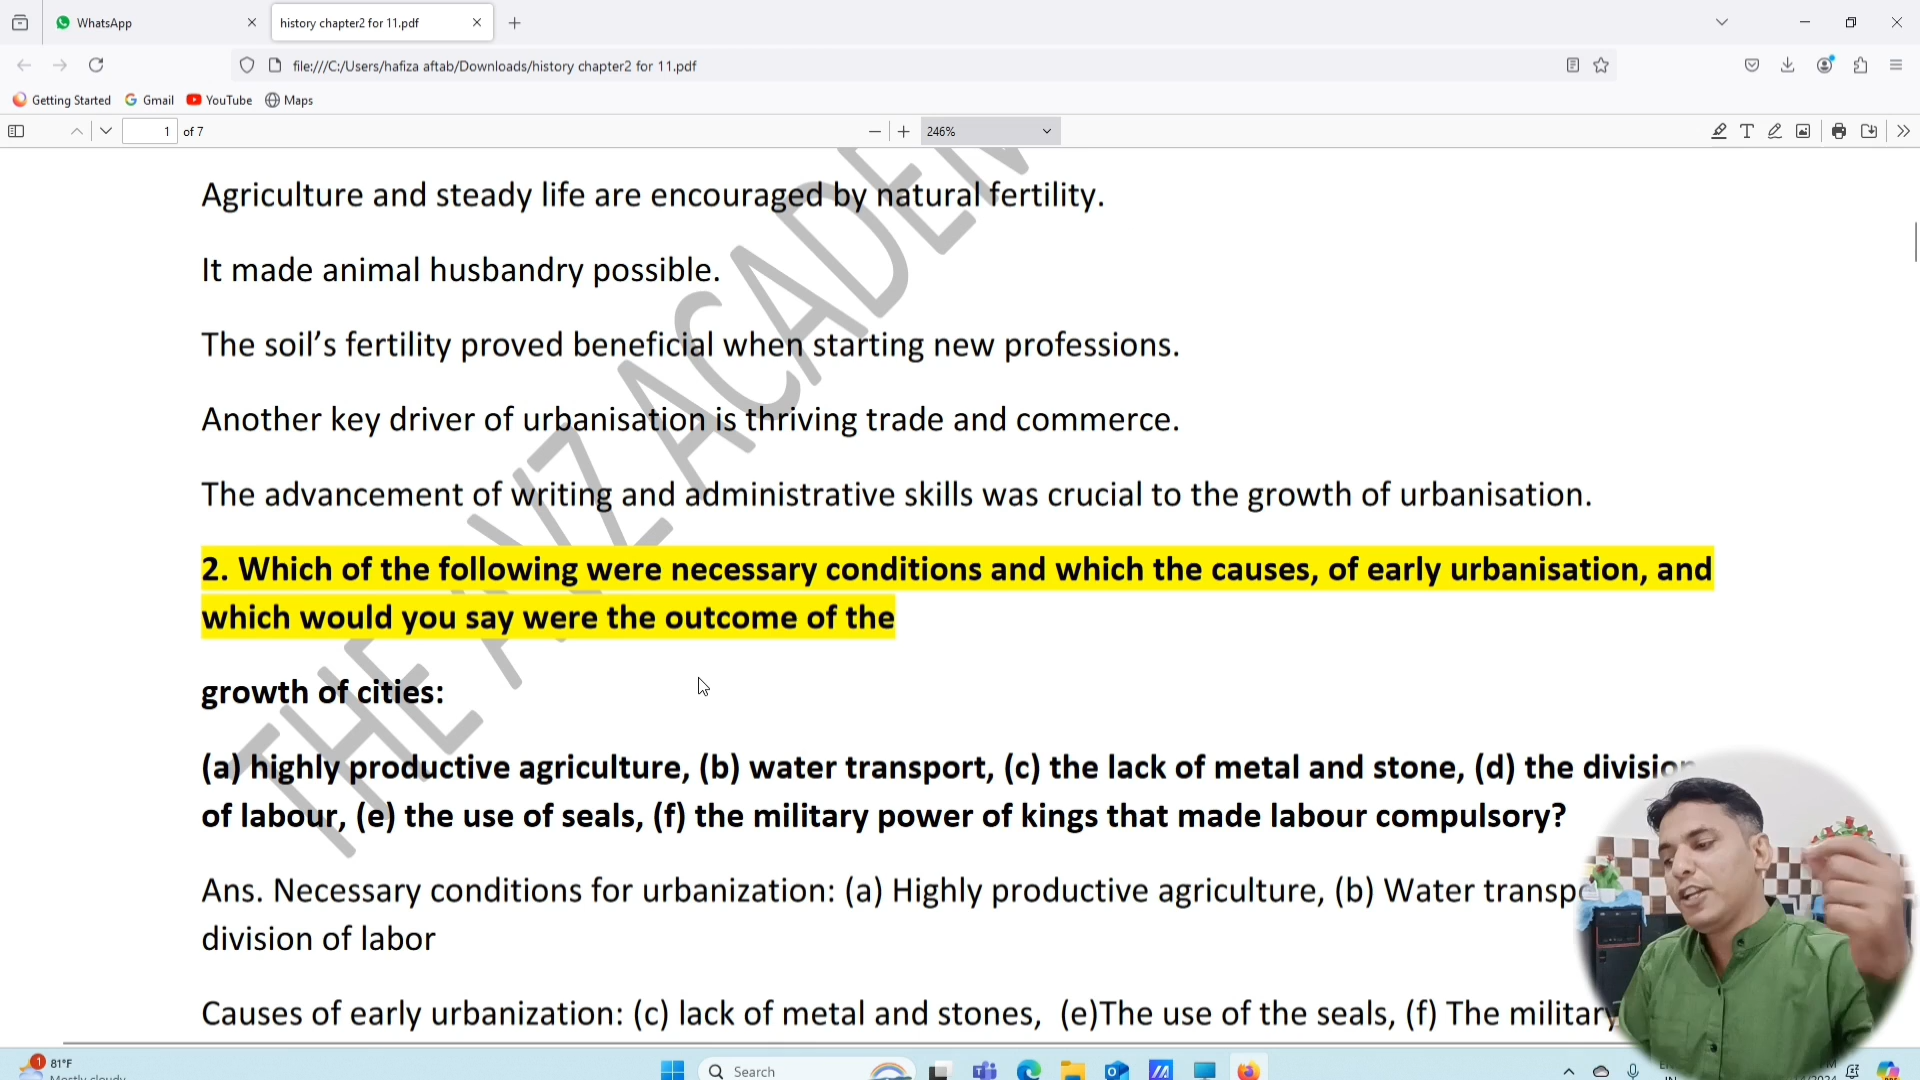 WhatsApp
history chapter2 for 11.pdf
file:///C:/Users/hafiza aftab/Downloads/history chapter2 for 11.pdf
Getting Started Gmail YouTube Maps
1 of 7
246%
THE AYZ ACADEM
Agriculture and steady life are encouraged by natural fertility.
It made animal husbandry possible.
The soil’s fertility proved beneficial when starting new professions.
Another key driver of urbanisation is thriving trade and commerce.
The advancement of writing and administrative skills was crucial to the growth of urbanisation.
2. Which of the following were necessary conditions and which the causes, of early urbanisation, and
which would you say were the outcome of the
growth of cities:
(a) highly productive agriculture, (b) water transport, (c) the lack of metal and stone, (d) the division
of labour, (e) the use of seals, (f) the military power of kings that made labour compulsory?
Ans. Necessary conditions for urbanization: (a) Highly productive agriculture, (b) Water transpo
division of labor
Causes of early urbanization: (c) lack of metal and stones, (e)The use of the seals, (f) The military
1
81°F
Mostly cloudy
Search